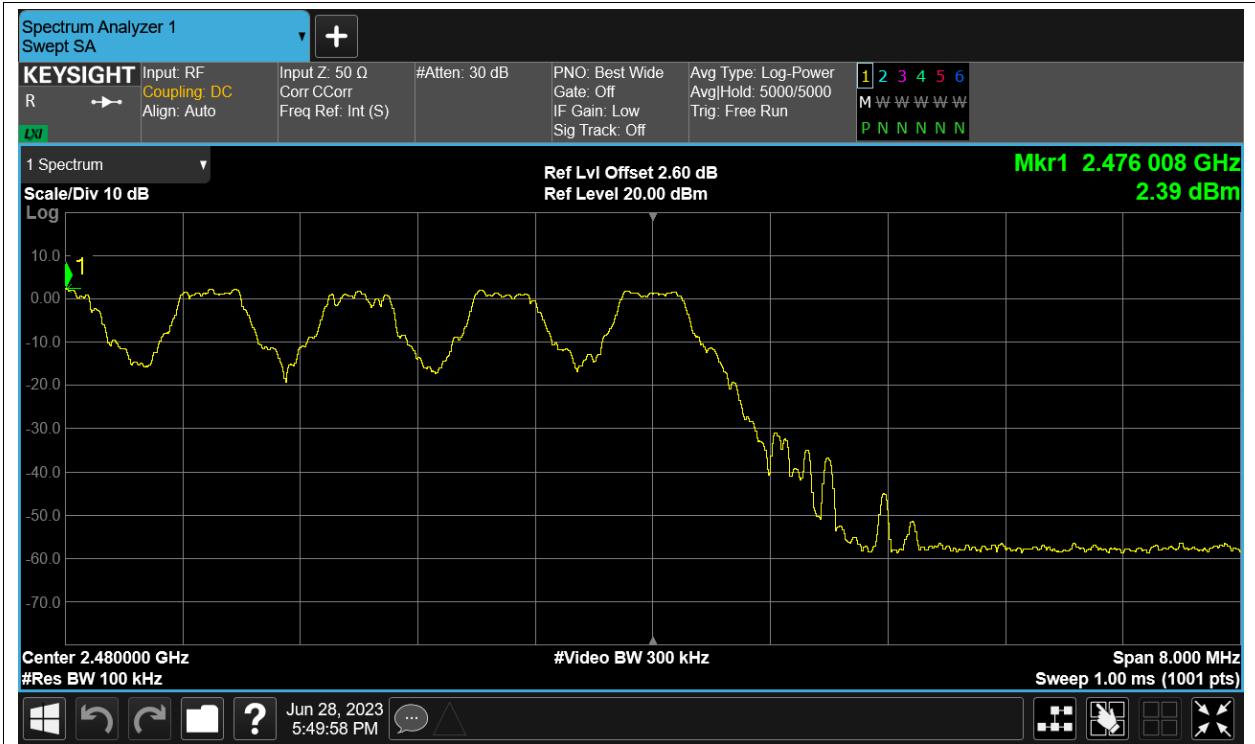 Spectrum Analyzer 1
Swept SA
KEYSIGHT
R
LXI
Input: RF
Coupling: DC
Align: Auto
Input Z: 50 Ω
Corr CCorr
Freq Ref: Int (S)
#Atten: 30 dB
PNO: Best Wide
Gate: Off
IF Gain: Low
Sig Track: Off
Avg Type: Log-Power
Avg|Hold: 5000/5000
Trig: Free Run
1 2 3 4 5 6
M W W W W W
P N N N N N
1 Spectrum
Scale/Div 10 dB
Log
Ref Lvl Offset 2.60 dB
Ref Level 20.00 dBm
Mkr1 2.476 008 GHz
2.39 dBm
1
10.0
0.00
-10.0
-20.0
-30.0
-40.0
-50.0
-60.0
-70.0
Center 2.480000 GHz
#Res BW 100 kHz
#Video BW 300 kHz
Span 8.000 MHz
Sweep 1.00 ms (1001 pts)
?
Jun 28, 2023
5:49:58 PM